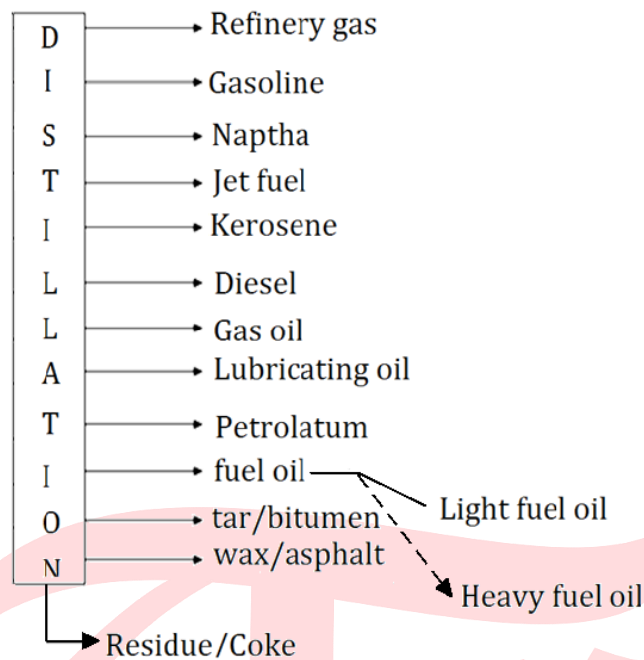 DISTILLATION
Refinery gas
Gasoline
Naptha
Jet fuel
Kerosene
Diesel
Gas oil
Lubricating oil
Petrolatum
fuel oil
Light fuel oil
tar/bitumen
wax/asphalt
Heavy fuel oil
Residue/Coke